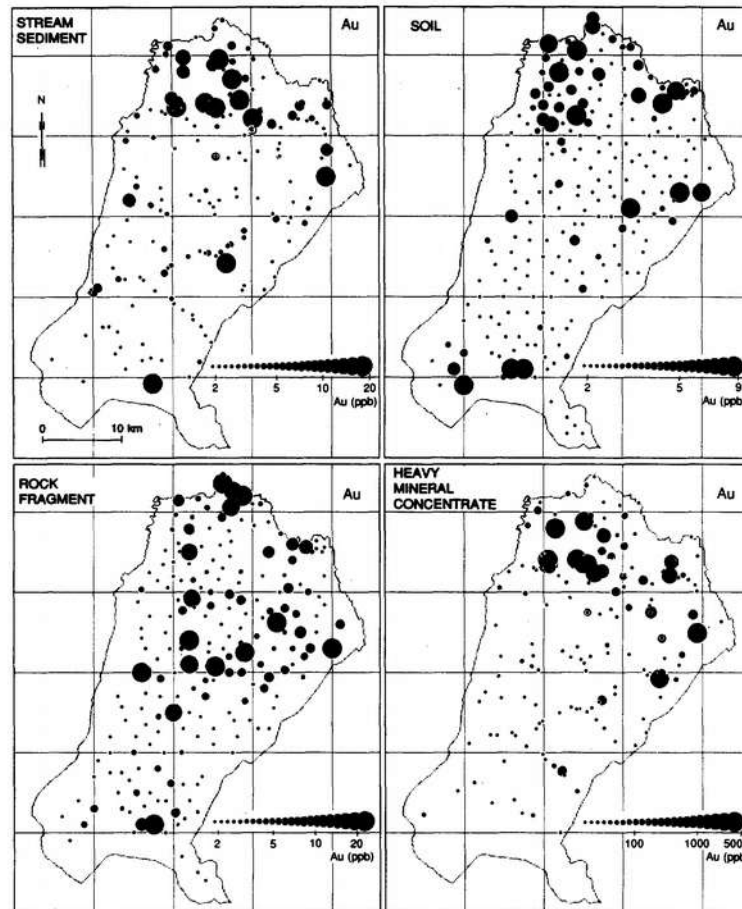 STREAM
SEDIMENT
Au
N
0 10 km
2 5 10 20
Au (ppb)
SOIL
Au
2 5 9
Au (ppb)
ROCK
FRAGMENT
Au
2 5 10 20
Au (ppb)
HEAVY
MINERAL
CONCENTRATE
Au
100 1000 500
Au (ppb)